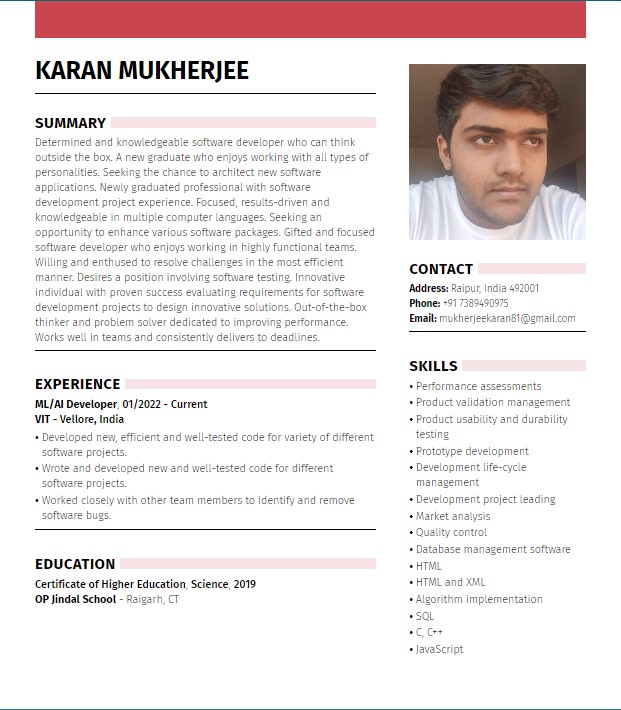 KARAN MUKHERJEE
SUMMARY
Determined and knowledgeable software developer who can think
outside the box. A new graduate who enjoys working with all types of
personalities. Seeking the chance to architect new software
applications. Newly graduated professional with software
development project experience. Focused, results-driven and
knowledgeable in multiple computer languages. Seeking an
opportunity to enhance various software packages. Gifted and focused
software developer who enjoys working in highly functional teams.
Willing and enthused to resolve challenges in the most efficient
manner. Desires a position involving software testing. Innovative
individual with proven success evaluating requirements for software
development projects to design innovative solutions. Out-of-the-box
thinker and problem solver dedicated to improving performance.
Works well in teams and consistently delivers to deadlines.
EXPERIENCE
ML/AI Developer, 01/2022 - Current
VIT - Vellore, India
• Developed new, efficient and well-tested code for variety of different
software projects.
• Wrote and developed new and well-tested code for different
software projects.
• Worked closely with other team members to identify and remove
software bugs.
EDUCATION
Certificate of Higher Education, Science, 2019
OP Jindal School - Raigarh, CT
CONTACT
Address: Raipur, India 492001
Phone: +91 7389490975
Email: mukherjeekaran81@gmail.com
SKILLS
• Performance assessments
• Product validation management
• Product usability and durability
testing
• Prototype development
• Development life-cycle
management
• Development project leading
• Market analysis
• Quality control
• Database management software
• HTML
• HTML and XML
• Algorithm implementation
• SQL
• C, C++
• JavaScript